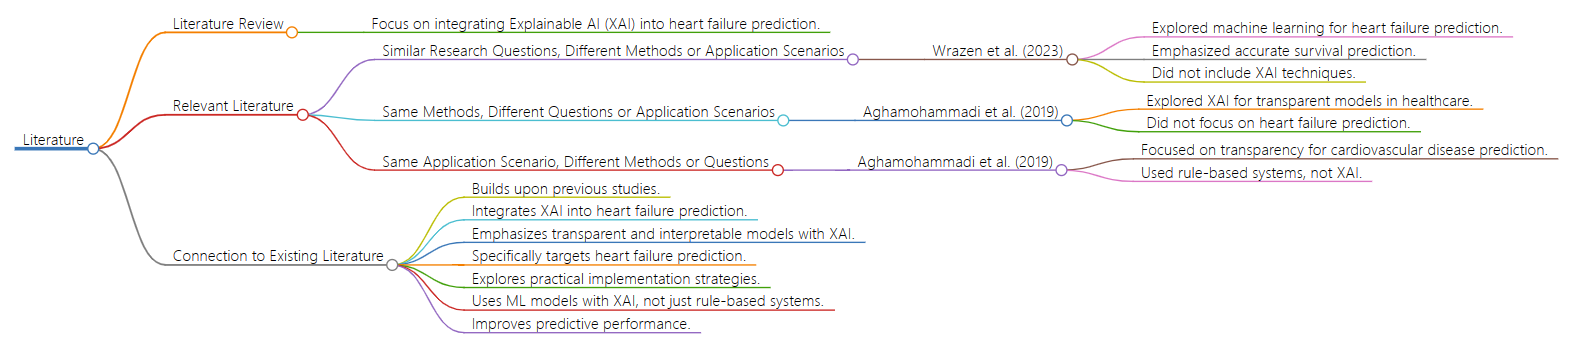 Literature
Literature Review
Focus on integrating Explainable AI (XAI) into heart failure prediction.
Relevant Literature
Similar Research Questions, Different Methods or Application Scenarios
Wrazen et al. (2023)
Explored machine learning for heart failure prediction.
Emphasized accurate survival prediction.
Did not include XAI techniques.
Same Methods, Different Questions or Application Scenarios
Aghamohammadi et al. (2019)
Explored XAI for transparent models in healthcare.
Did not focus on heart failure prediction.
Same Application Scenario, Different Methods or Questions
Aghamohammadi et al. (2019)
Focused on transparency for cardiovascular disease prediction.
Used rule-based systems, not XAI.
Connection to Existing Literature
Builds upon previous studies.
Integrates XAI into heart failure prediction.
Emphasizes transparent and interpretable models with XAI.
Specifically targets heart failure prediction.
Explores practical implementation strategies.
Uses ML models with XAI, not just rule-based systems.
Improves predictive performance.